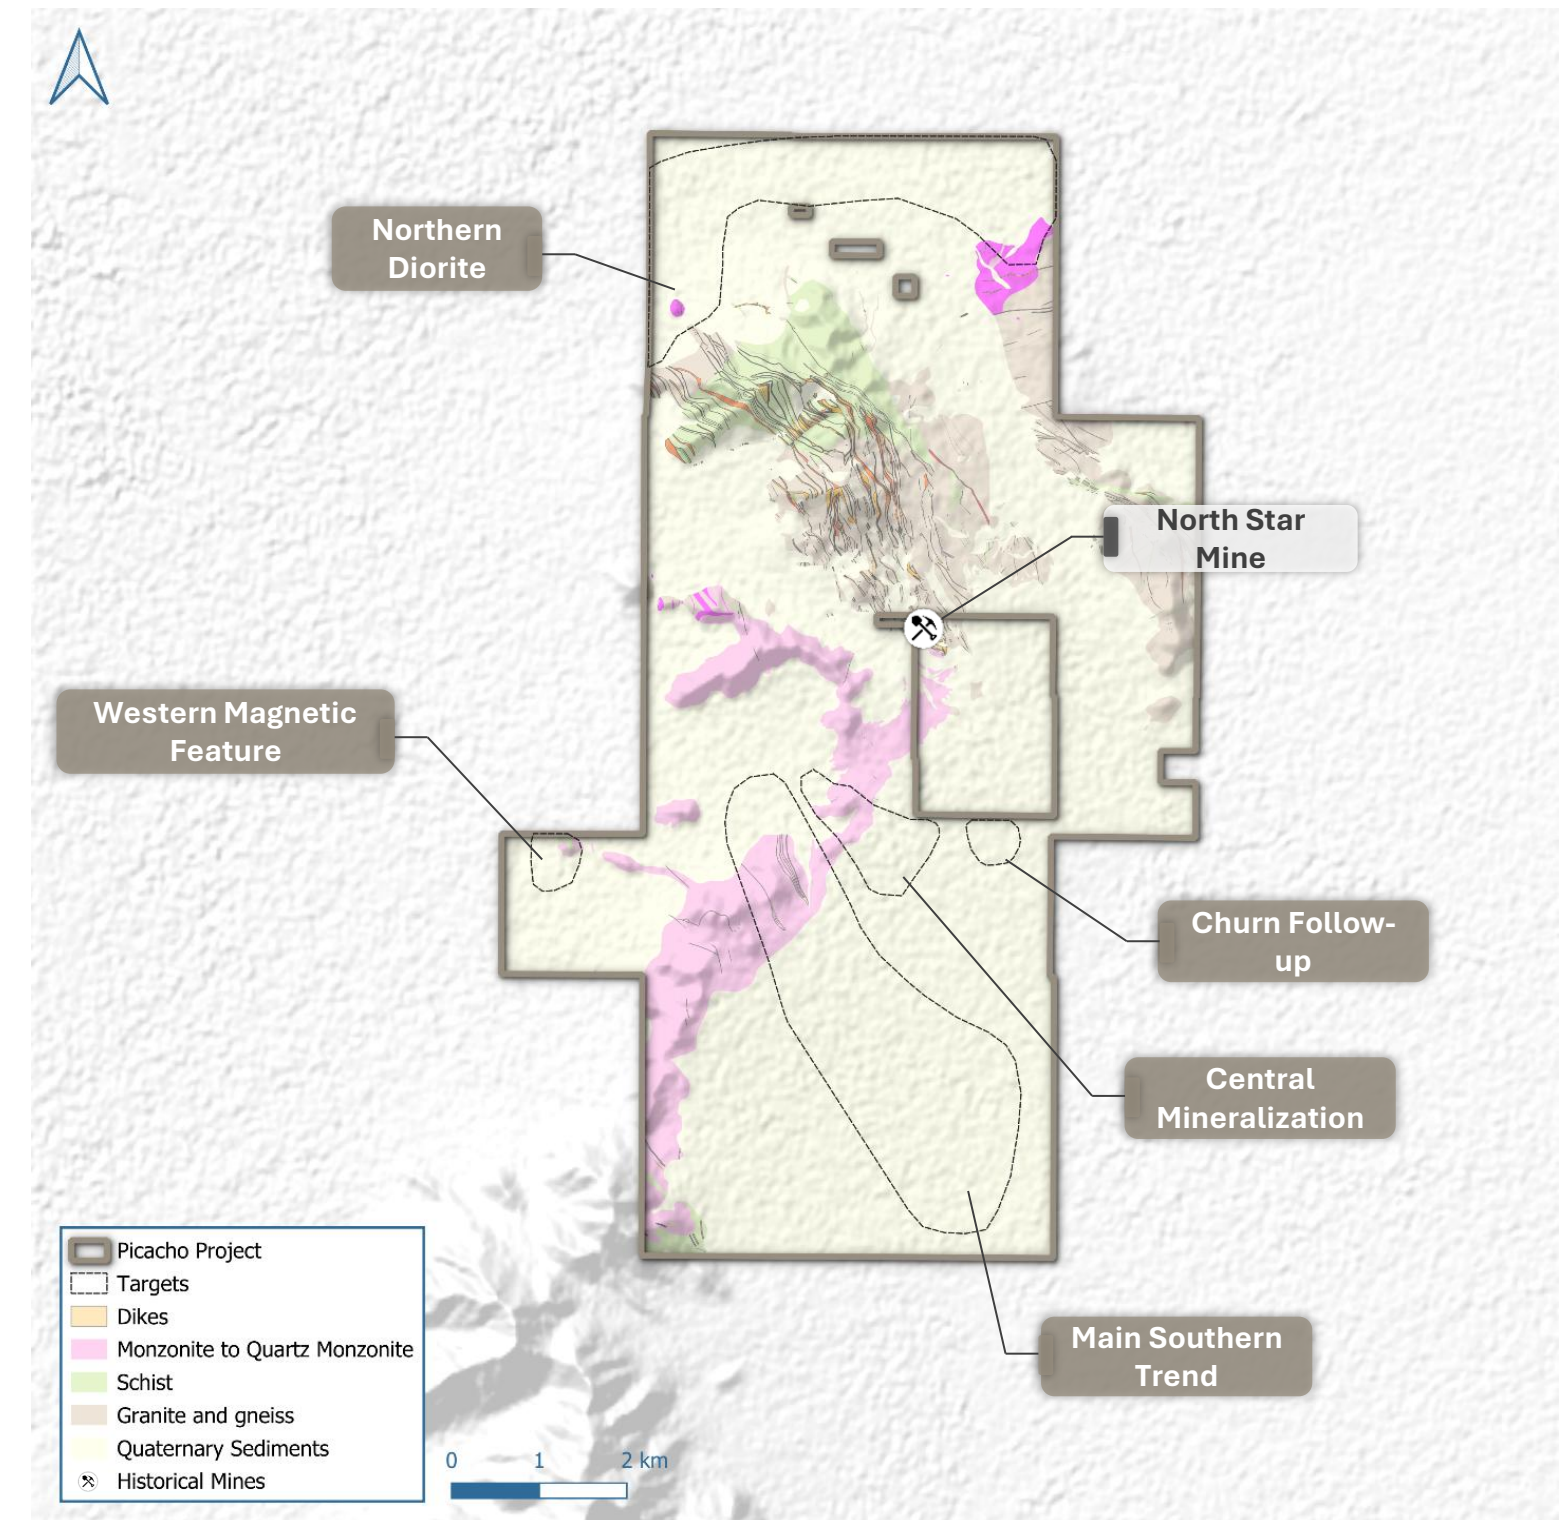 Northern
Diorite
North Star
Mine
Western Magnetic
Feature
Churn Follow-
up
Central
Mineralization
Main Southern
Trend
Picacho Project
Targets
Dikes
Monzonite to Quartz Monzonite
Schist
Granite and gneiss
Quaternary Sediments
Historical Mines
0 1 2 km